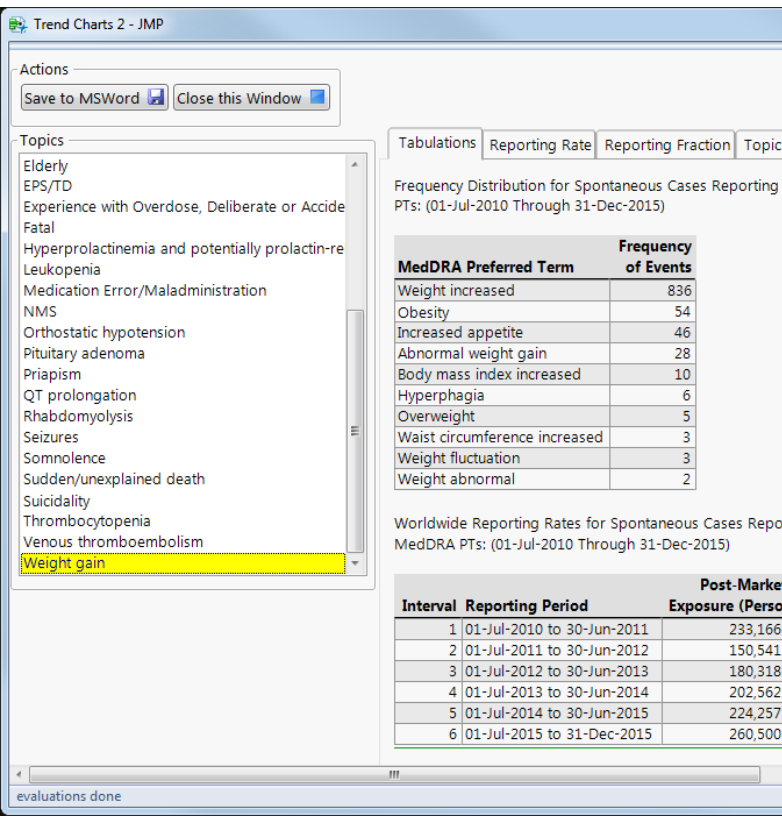 Trend Charts 2 - JMP
Actions
Save to MSWord Close this Window
Topics
Elderly
EPS/TD
Experience with Overdose, Deliberate or Accide
Fatal
Hyperprolactinemia and potentially prolactin-re
Leukopenia
Medication Error/Maladministration
NMS
Orthostatic hypotension
Pituitary adenoma
Priapism
QT prolongation
Rhabdomyolysis
Seizures
Somnolence
Sudden/unexplained death
Suicidality
Thrombocytopenia
Venous thromboembolism
Weight gain
Tabulations Reporting Rate Reporting Fraction Topic
Frequency Distribution for Spontaneous Cases Reporting
PTs: (01-Jul-2010 Through 31-Dec-2015)
Frequency
MedDRA Preferred Term of Events
Weight increased 836
Obesity 54
Increased appetite 46
Abnormal weight gain 28
Body mass index increased 10
Hyperphagia 6
Overweight 5
Waist circumference increased 3
Weight fluctuation 3
Weight abnormal 2
Worldwide Reporting Rates for Spontaneous Cases Repo
MedDRA PTs: (01-Jul-2010 Through 31-Dec-2015)
Post-Marke
Interval Reporting Period Exposure (Perso
1 01-Jul-2010 to 30-Jun-2011 233,166
2 01-Jul-2011 to 30-Jun-2012 150,541
3 01-Jul-2012 to 30-Jun-2013 180,318
4 01-Jul-2013 to 30-Jun-2014 202,562
5 01-Jul-2014 to 30-Jun-2015 224,257
6 01-Jul-2015 to 31-Dec-2015 260,500
evaluations done